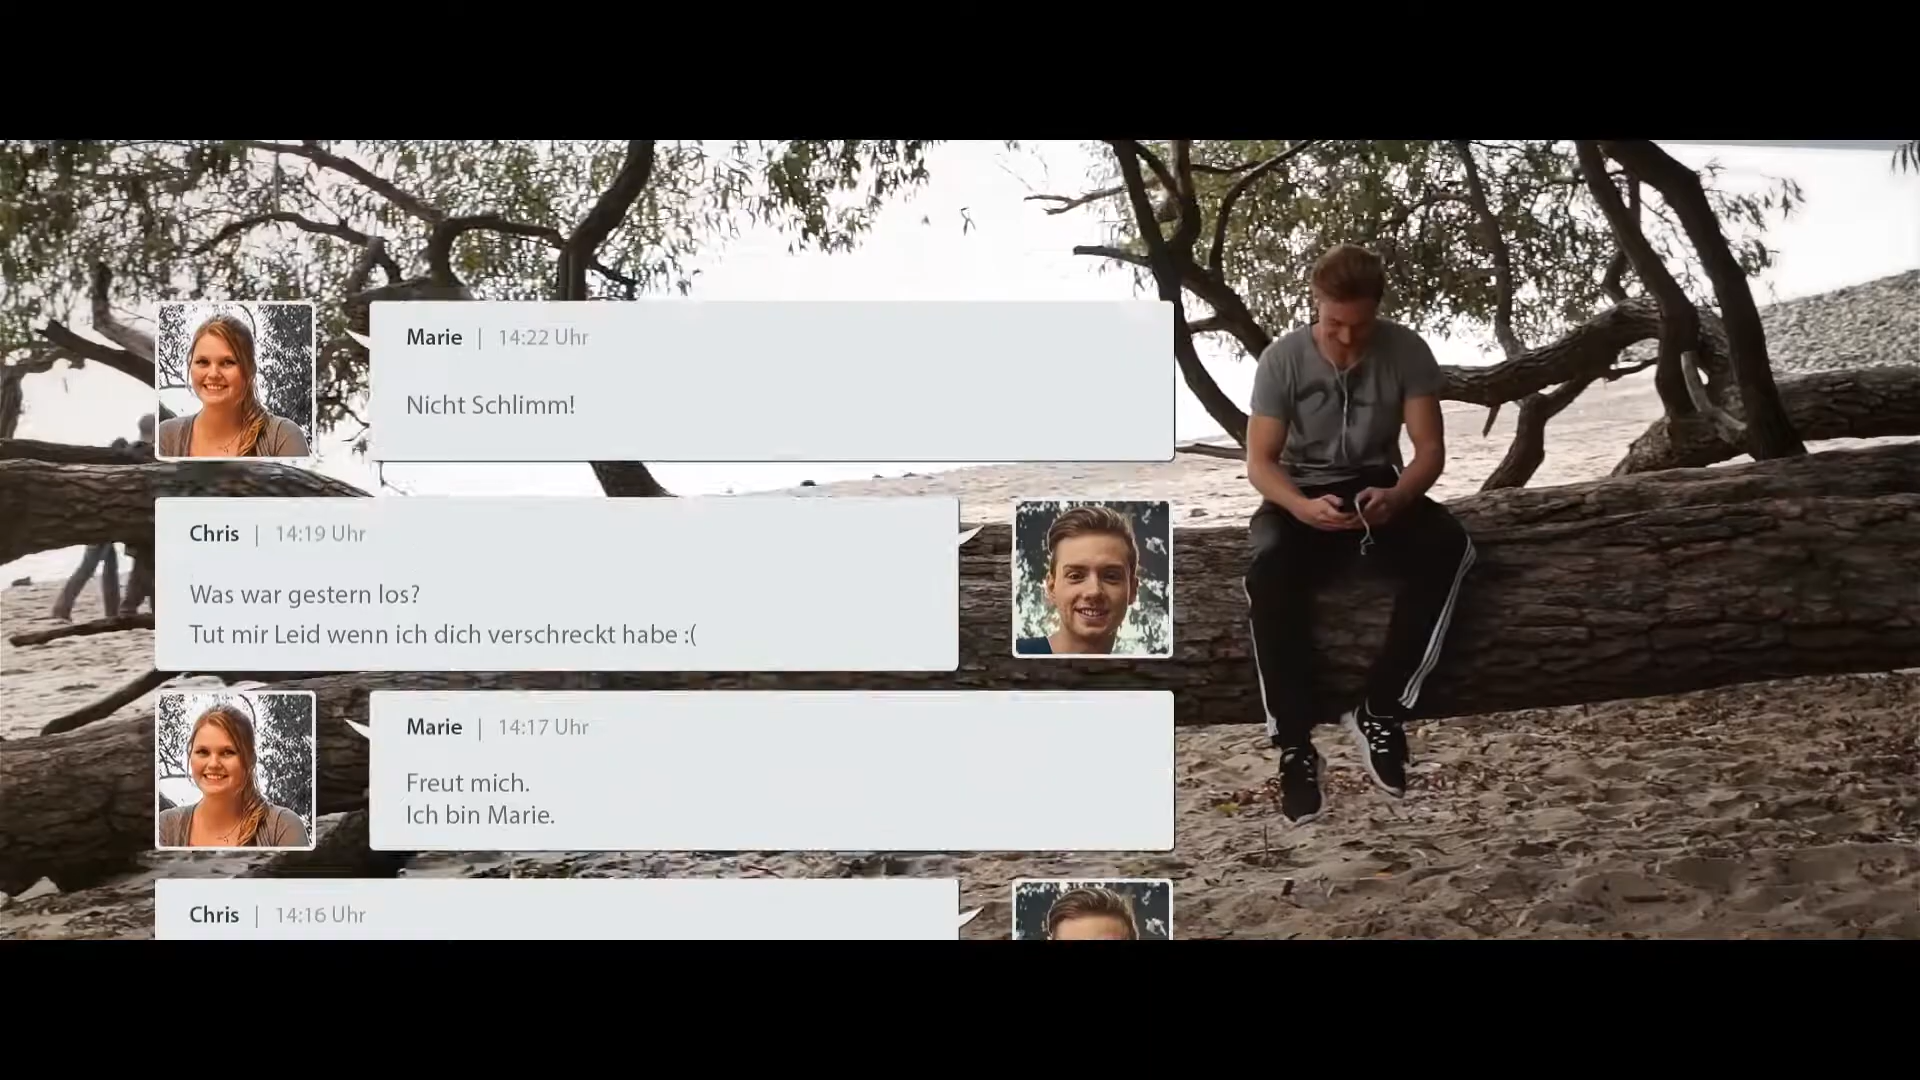 Marie | 14:22 Uhr
Nicht Schlimm!
Chris | 14:19 Uhr
Was war gestern los?
Tut mir Leid wenn ich dich verschreckt habe :(
Marie | 14:17 Uhr
Freut mich.
Ich bin Marie.
Chris | 14:16 Uhr